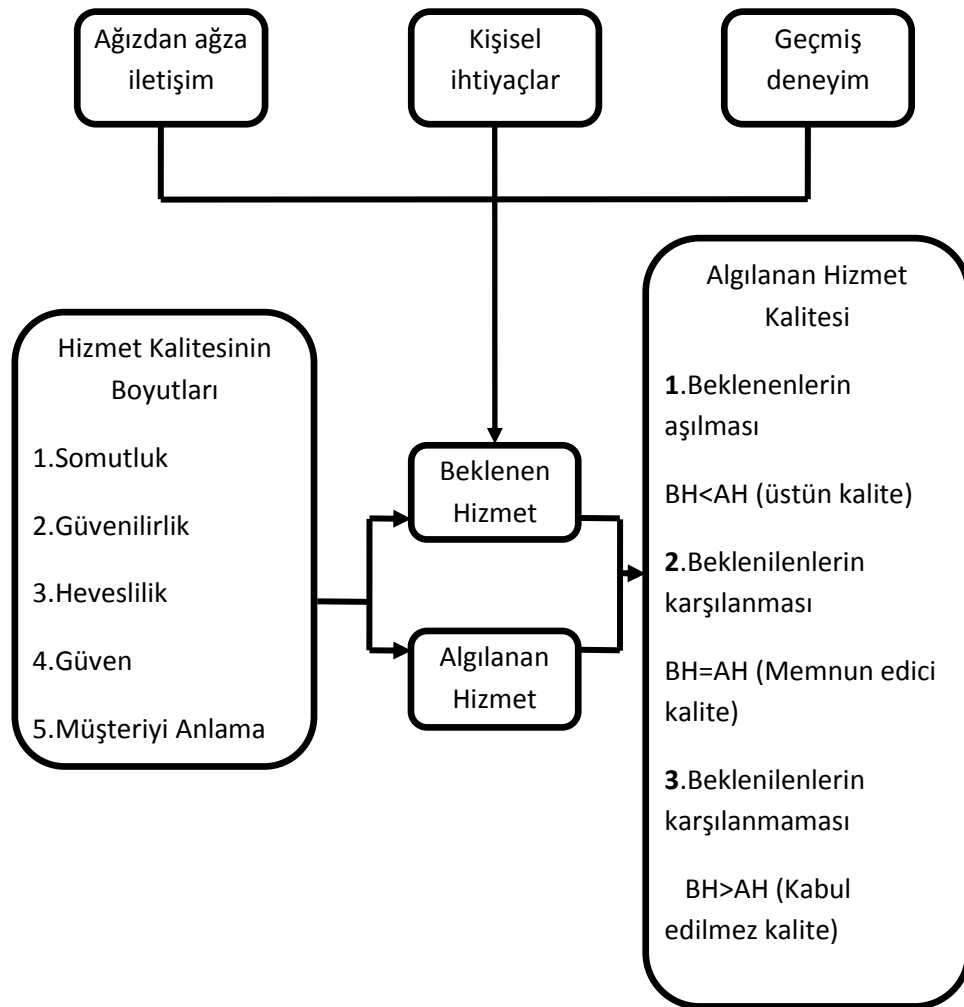 Ağızdan ağza
iletişim
Kişisel
ihtiyaçlar
Geçmiş
deneyim
Hizmet Kalitesinin
Boyutları
1.Somutluk
2.Güvenilirlik
3.Heveslilik
4.Güven
5.Müşteriyi Anlama
Beklenen
Hizmet
Algılanan
Hizmet
Algılanan Hizmet
Kalitesi
1.Beklenenlerin
aşılması
BH<AH (üstün kalite)
2.Beklenilenlerin
karşılanması
BH=AH (Memnun edici
kalite)
3.Beklenilenlerin
karşılanmaması
BH>AH (Kabul
edilmez kalite)